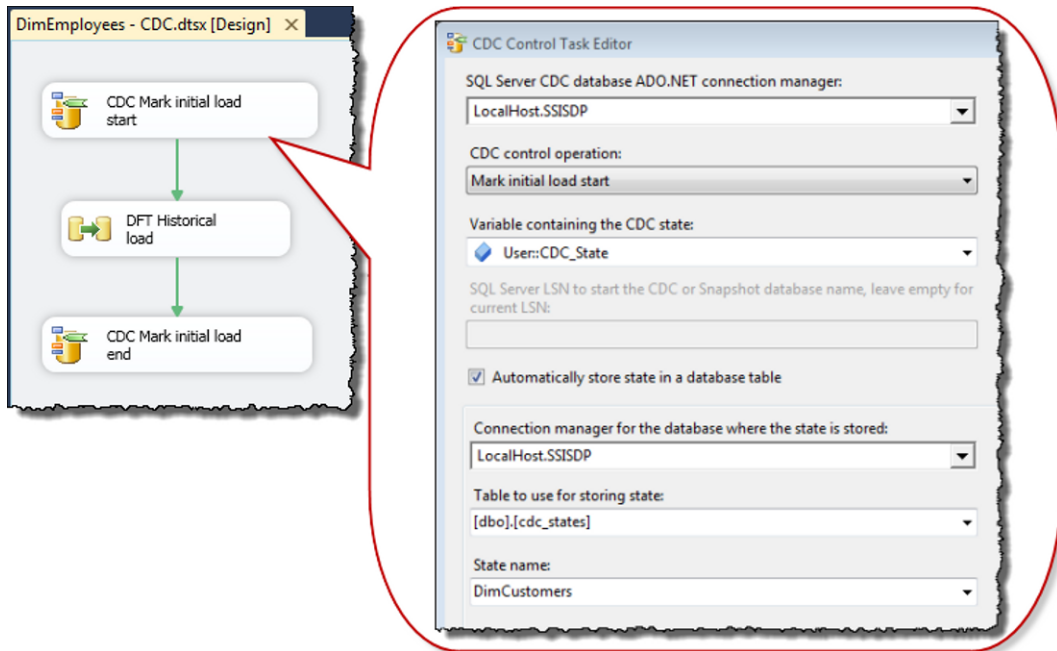 DimEmployees - CDC.dtsx [Design]
CDC Mark initial load
start
DFT Historical
load
CDC Mark initial load
end
CDC Control Task Editor
SQL Server CDC database ADO.NET connection manager:
LocalHost.SSISDP
CDC control operation:
Mark initial load start
Variable containing the CDC state:
User::CDC_State
SQL Server LSN to start the CDC or Snapshot database name, leave empty for
current LSN:
Automatically store state in a database table
Connection manager for the database where the state is stored:
LocalHost.SSISDP
Table to use for storing state:
[dbo].[cdc_states]
State name:
DimCustomers